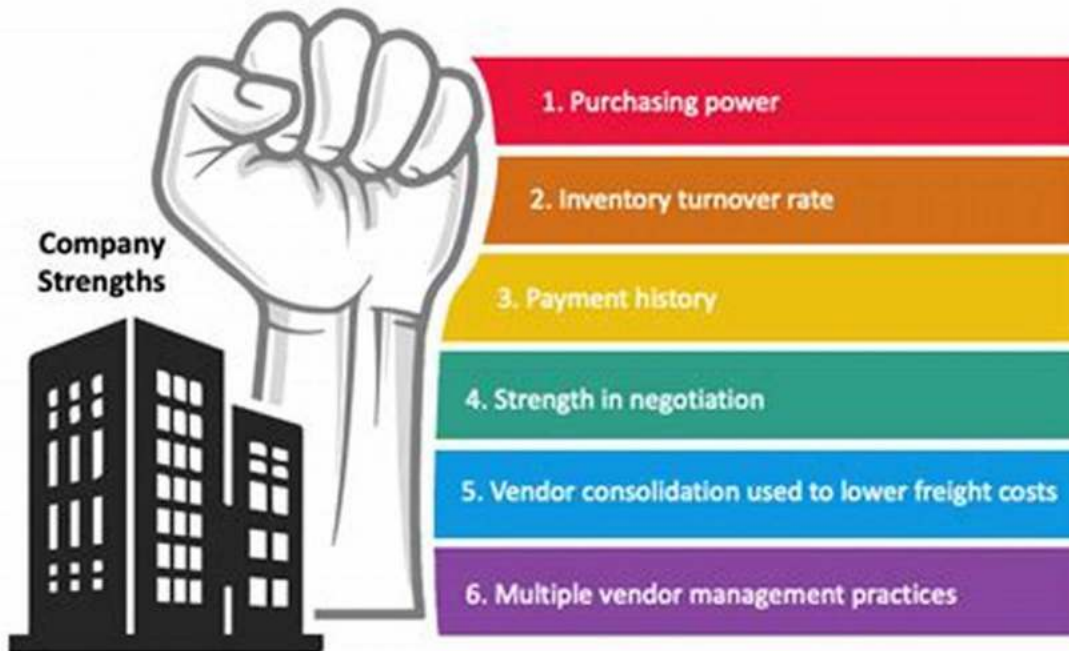 Company
Strengths
1. Purchasing power
2. Inventory turnover rate
3. Payment history
4. Strength in negotiation
5. Vendor consolidation used to lower freight costs
6. Multiple vendor management practices